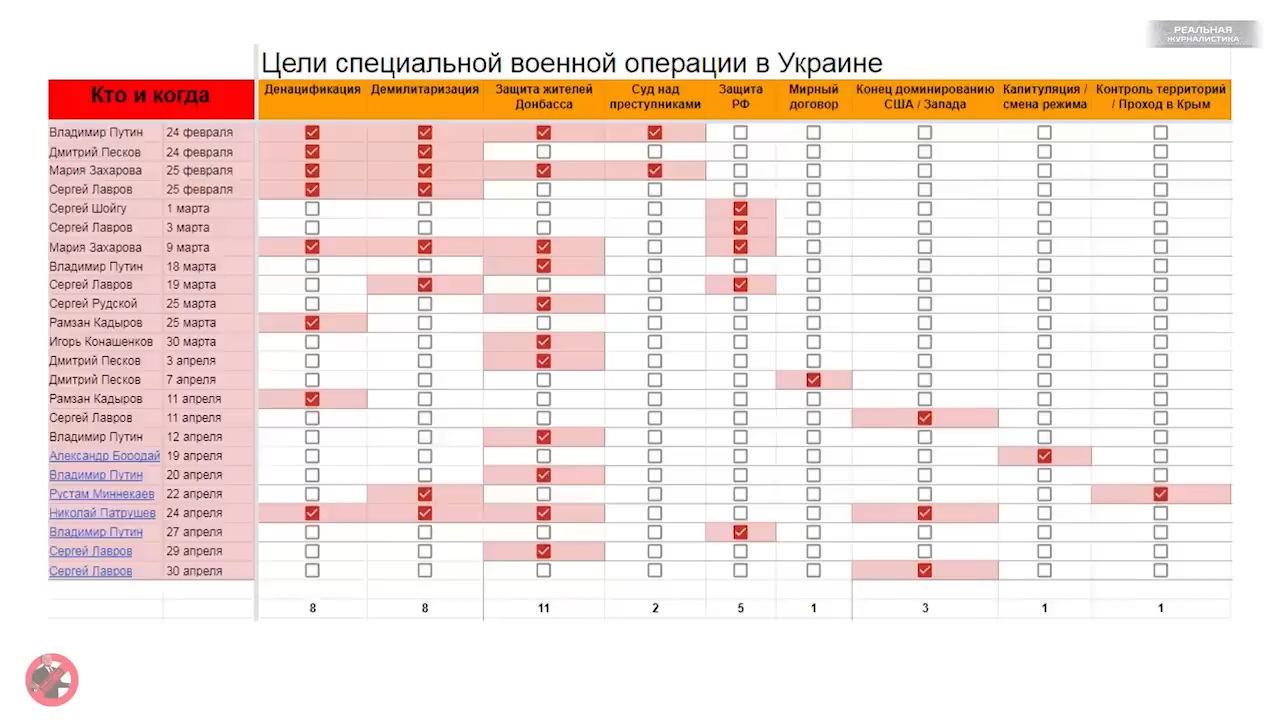 РЕАЛЬНАЯ
ЖУРНАЛИСТИКА
Цели специальной военной операции в Украине
Кто и когда
Денацификация
Демилитаризация
Защита жителей
Донбасса
Суд над
преступниками
Защита
РФ
Мирный
договор
Конец доминированию
США / Запада
Капитуляция /
смена режима
Контроль территорий
/ Проход в Крым
Владимир Путин 24 февраля
Дмитрий Песков 24 февраля
Мария Захарова 25 февраля
Сергей Лавров 25 февраля
Сергей Шойгу 1 марта
Сергей Лавров 3 марта
Мария Захарова 9 марта
Владимир Путин 18 марта
Сергей Лавров 19 марта
Сергей Рудской 25 марта
Рамзан Кадыров 25 марта
Игорь Конашенков 30 марта
Дмитрий Песков 3 апреля
Дмитрий Песков 7 апреля
Рамзан Кадыров 11 апреля
Сергей Лавров 11 апреля
Владимир Путин 12 апреля
Александр Бородай 19 апреля
Владимир Путин 20 апреля
Рустам Миннекаев 22 апреля
Николай Патрушев 24 апреля
Владимир Путин 27 апреля
Сергей Лавров 29 апреля
Сергей Лавров 30 апреля
8 8 11 2 5 1 3 1 1